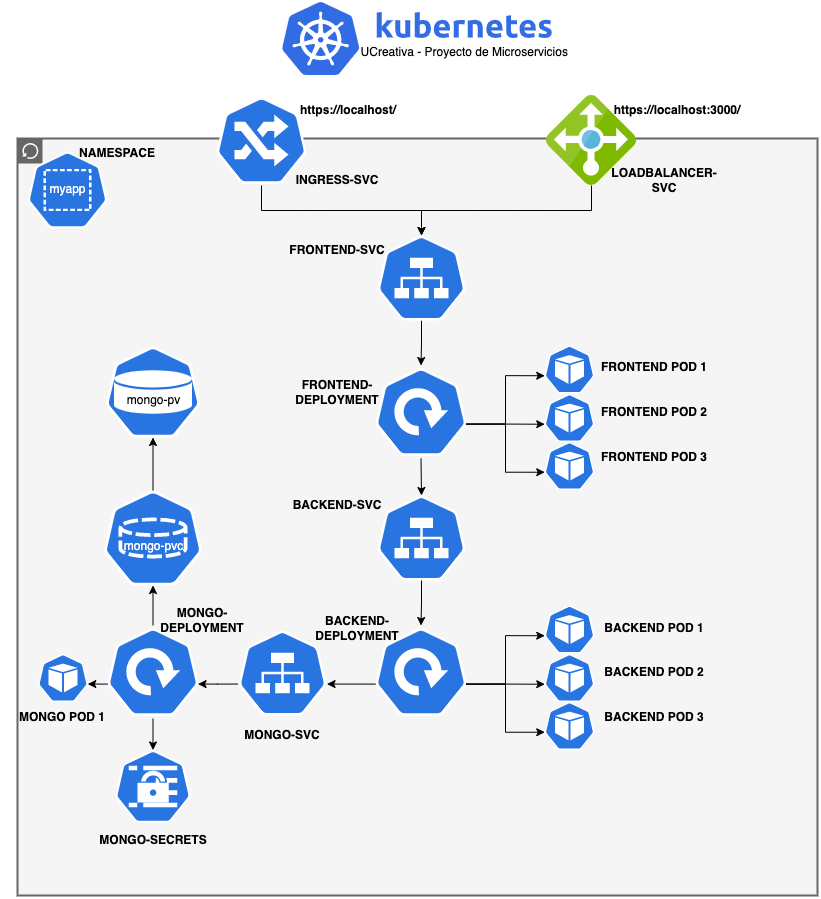 kubernetes
UCreativa - Proyecto de Microservicios
https://localhost/
https://localhost:3000/
NAMESPACE
myapp
INGRESS-SVC
LOADBALANCER-
SVC
FRONTEND-SVC
FRONTEND-
DEPLOYMENT
FRONTEND POD 1
FRONTEND POD 2
FRONTEND POD 3
mongo-pv
BACKEND-SVC
mongo-pvc
MONGO-
DEPLOYMENT
BACKEND-
DEPLOYMENT
BACKEND POD 1
BACKEND POD 2
BACKEND POD 3
MONGO POD 1
MONGO-SVC
MONGO-SECRETS